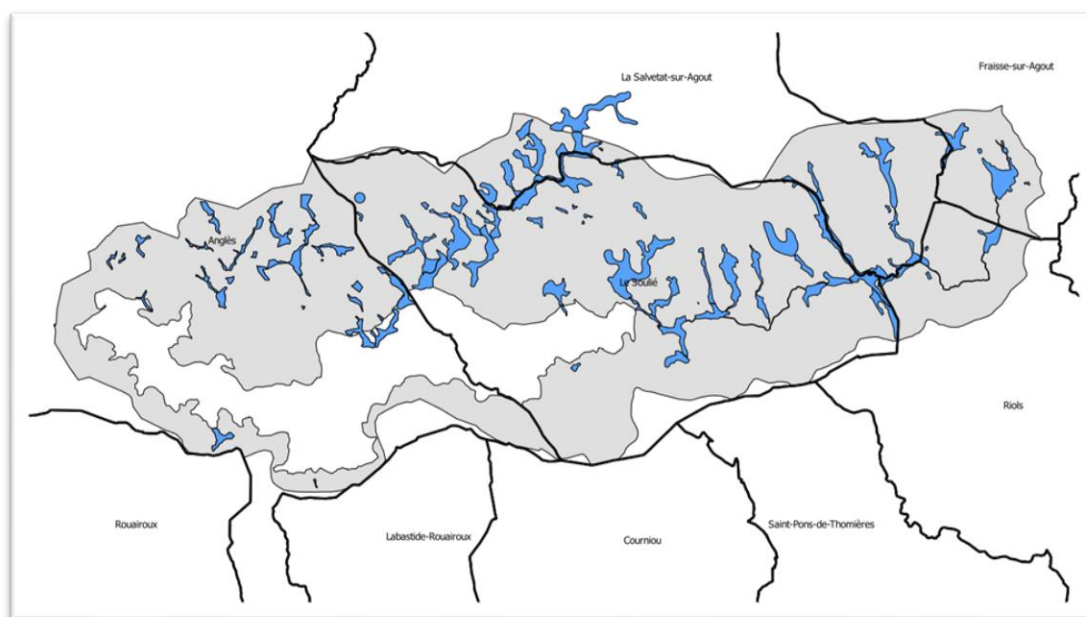 Fraisse-sur-Agout
La Salvetat-sur-Agout
Anglès
Le Soulié
Riols
Rouairoux
Saint-Pons-de-Thomières
Labastide-Rouairoux
Courniou